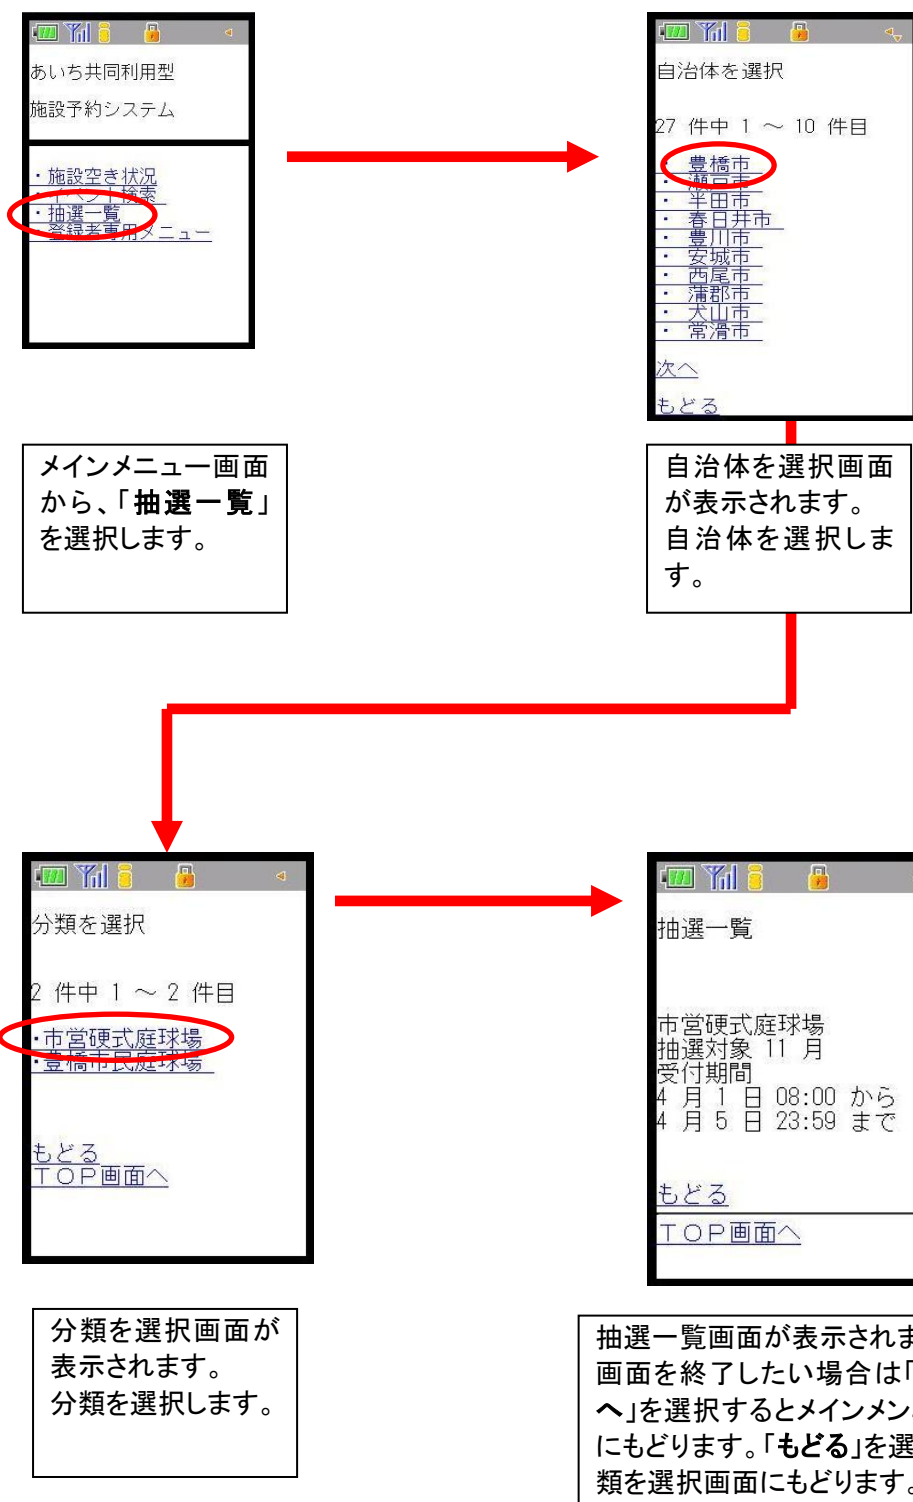 あいち共同利用型
施設予約システム
・施設空き状況
・イベント検索
・抽選一覧
・登録者専用メニュー
自治体を選択
27 件中 1 ～ 10 件目
・ 豊橋市
・ 瀬戸市
・ 半田市
・ 春日井市
・ 豊川市
・ 安城市
・ 西尾市
・ 蒲郡市
・ 犬山市
・ 常滑市
次へ
もどる
メインメニュー画面
から、「抽選一覧」
を選択します。
自治体を選択画面
が表示されます。
自治体を選択しま
す。
分類を選択
2 件中 1 ～ 2 件目
・市営硬式庭球場
・豊橋市民庭球場
もどる
ＴＯＰ画面へ
抽選一覧
市営硬式庭球場
抽選対象 11 月
受付期間
4 月 1 日 08:00 から
4 月 5 日 23:59 まで
もどる
ＴＯＰ画面へ
分類を選択画面が
表示されます。
分類を選択します。
抽選一覧画面が表示されま
画面を終了したい場合は「
へ」を選択するとメインメン
にもどります。「もどる」を選
類を選択画面にもどります。